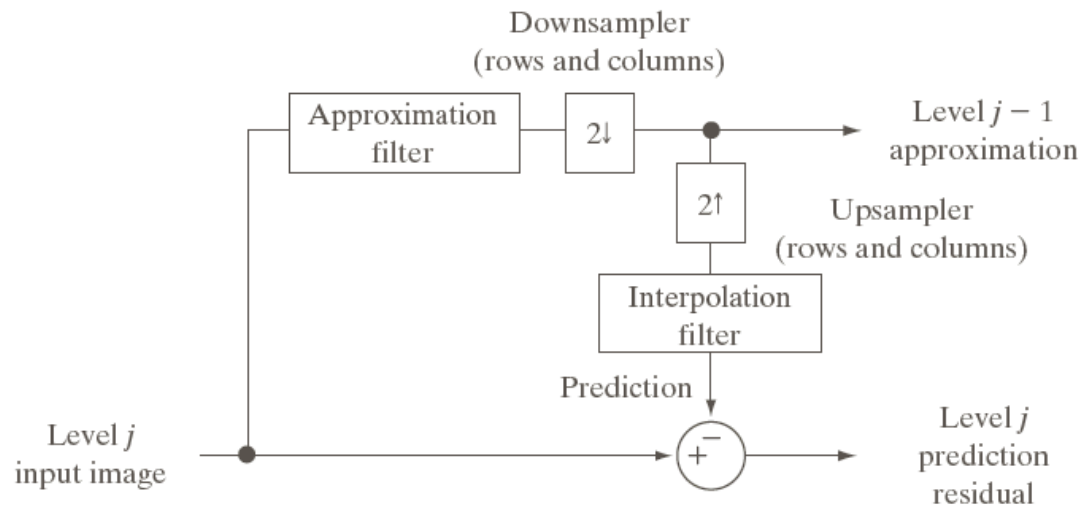 Downsampler
(rows and columns)
Approximation
filter
2↓
Level j − 1
approximation
2↑
Upsampler
(rows and columns)
Interpolation
filter
Prediction
Level j
input image
+
−
Level j
prediction
residual